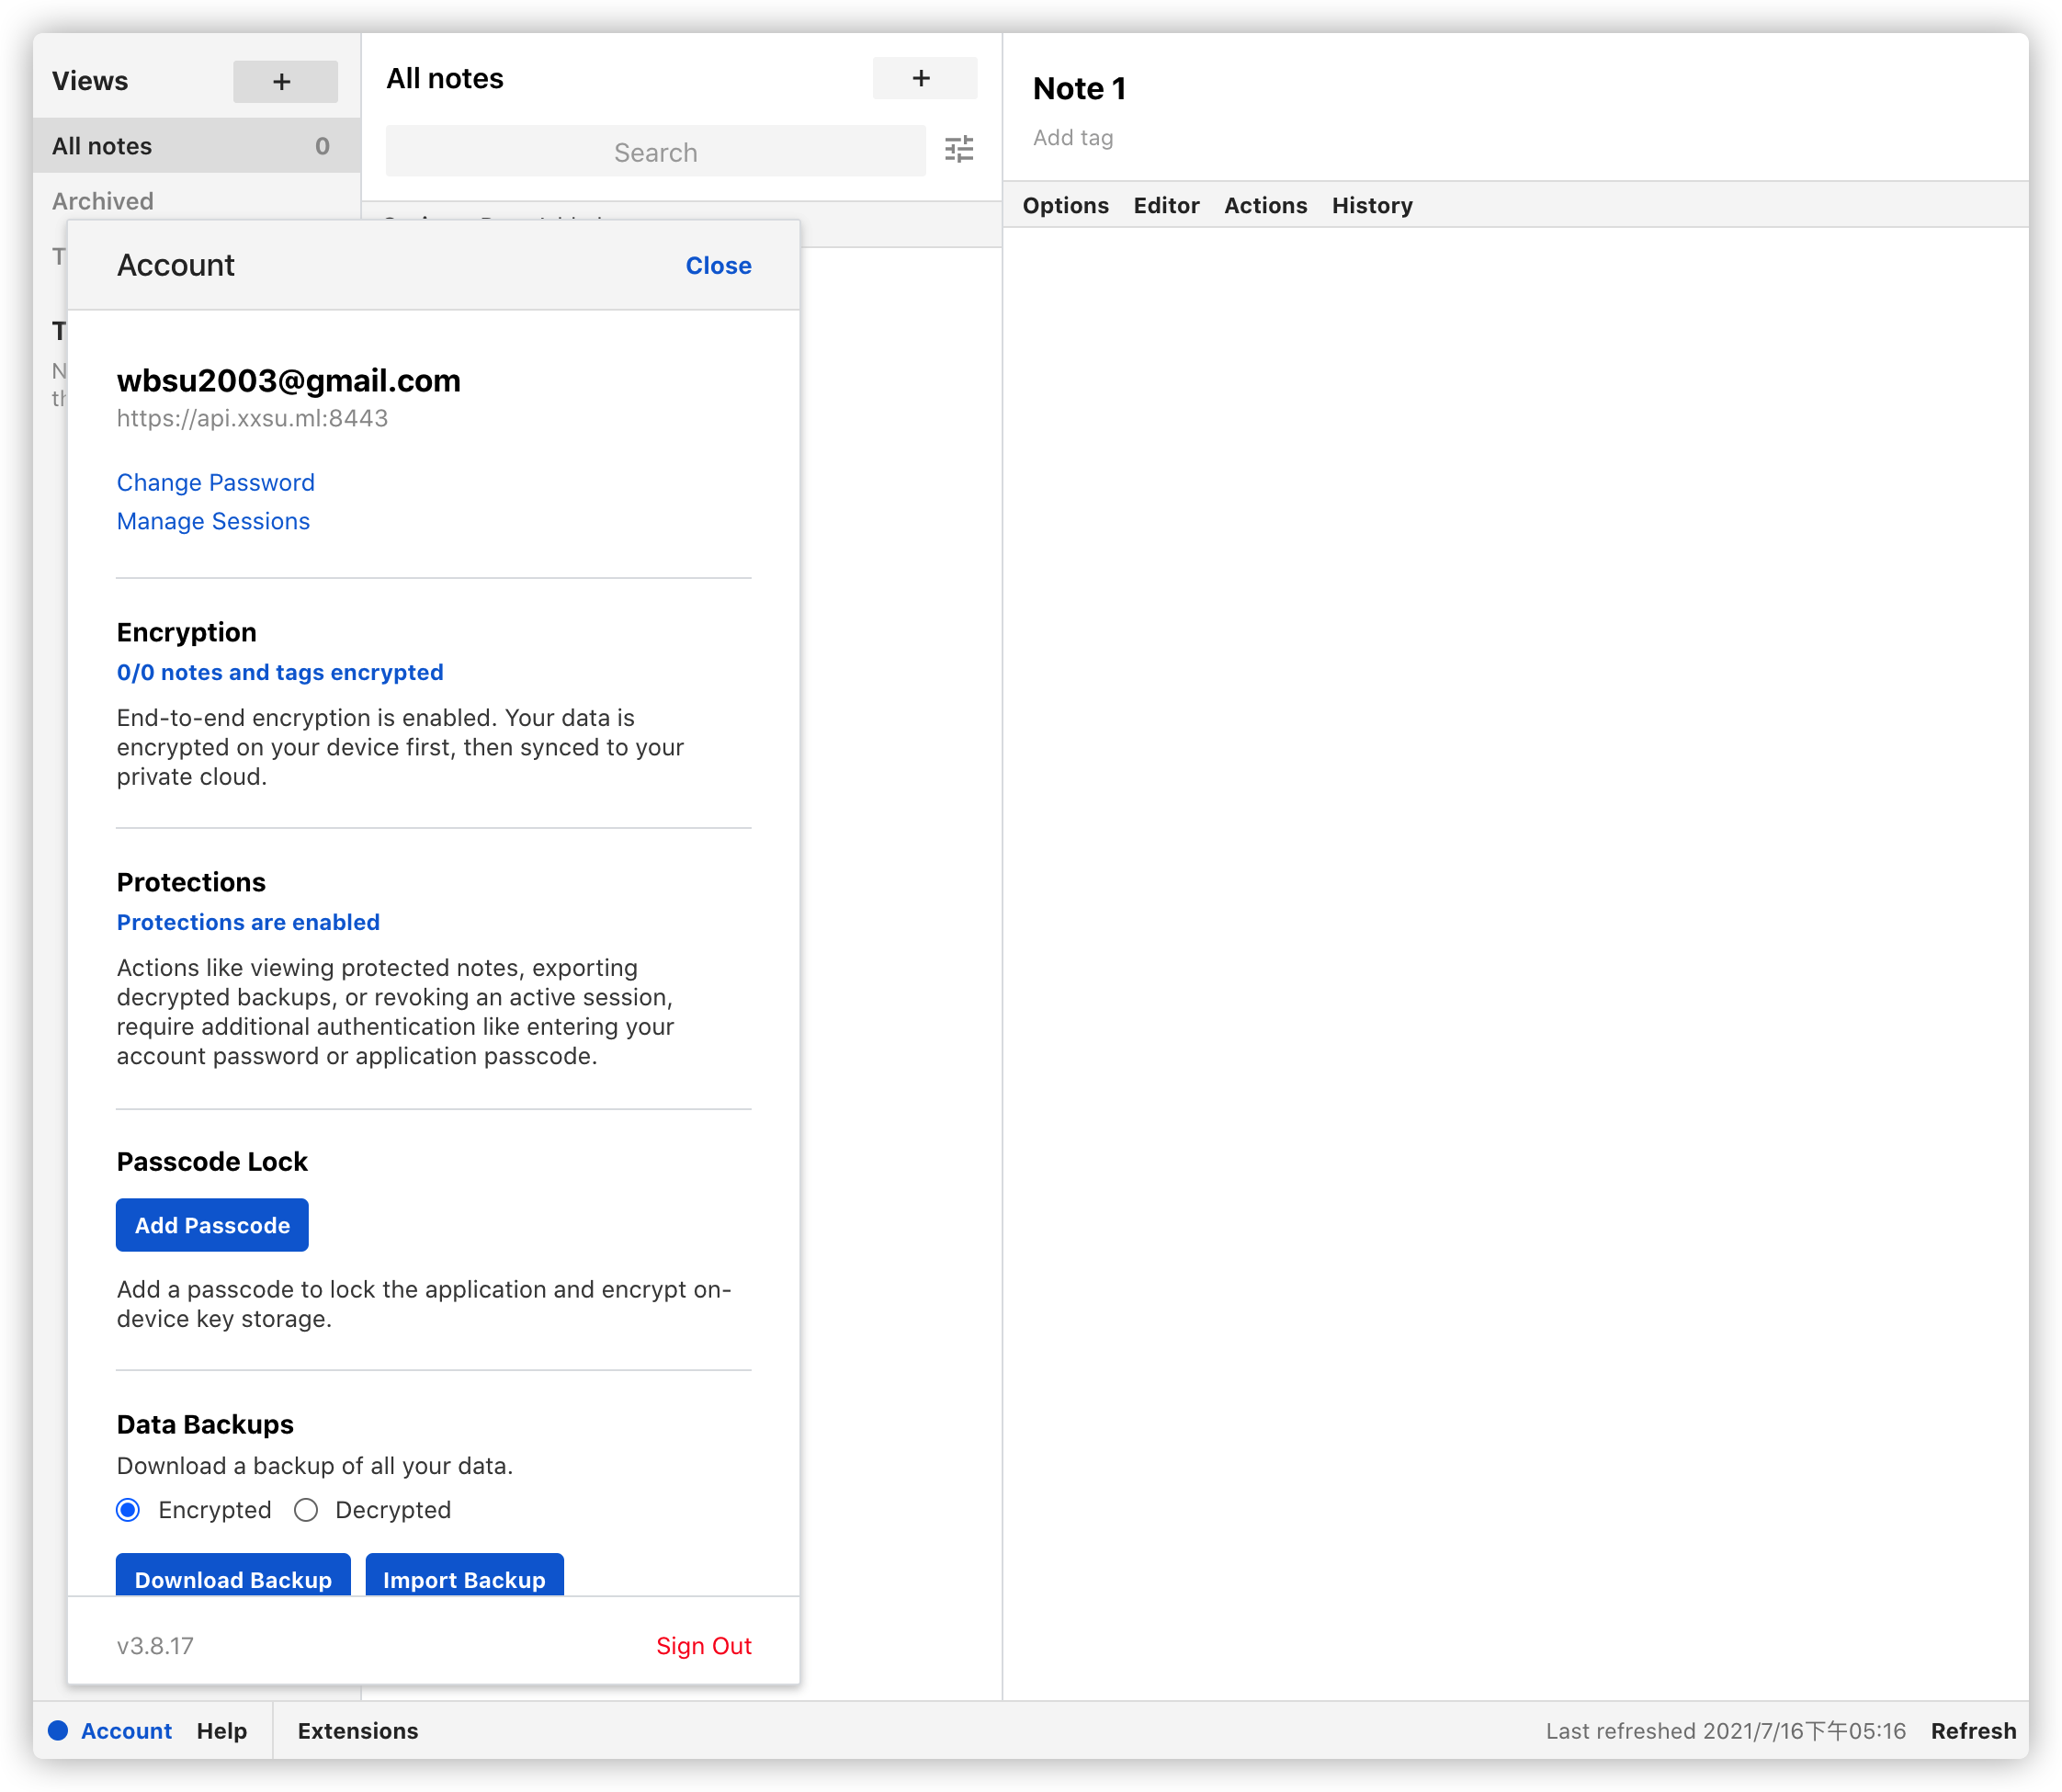 Views
+
All notes
0
Archived
All notes
+
Search
Note 1
Add tag
Options Editor Actions History
Account
Close
wbsu2003@gmail.com
https://api.xxsu.ml:8443
Change Password
Manage Sessions
Encryption
0/0 notes and tags encrypted
End-to-end encryption is enabled. Your data is
encrypted on your device first, then synced to your
private cloud.
Protections
Protections are enabled
Actions like viewing protected notes, exporting
decrypted backups, or revoking an active session,
require additional authentication like entering your
account password or application passcode.
Passcode Lock
Add Passcode
Add a passcode to lock the application and encrypt on-
device key storage.
Data Backups
Download a backup of all your data.
Encrypted Decrypted
Download Backup Import Backup
v3.8.17
Sign Out
Account Help Extensions
Last refreshed 2021/7/16下午05:16 Refresh